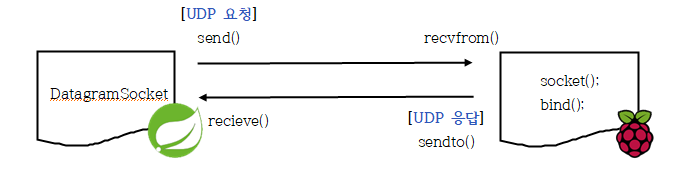 [UDP 요청]
send()
recvfrom()
DatagramSocket
socket();
bind();
recieve()
[UDP 응답]
sendto()